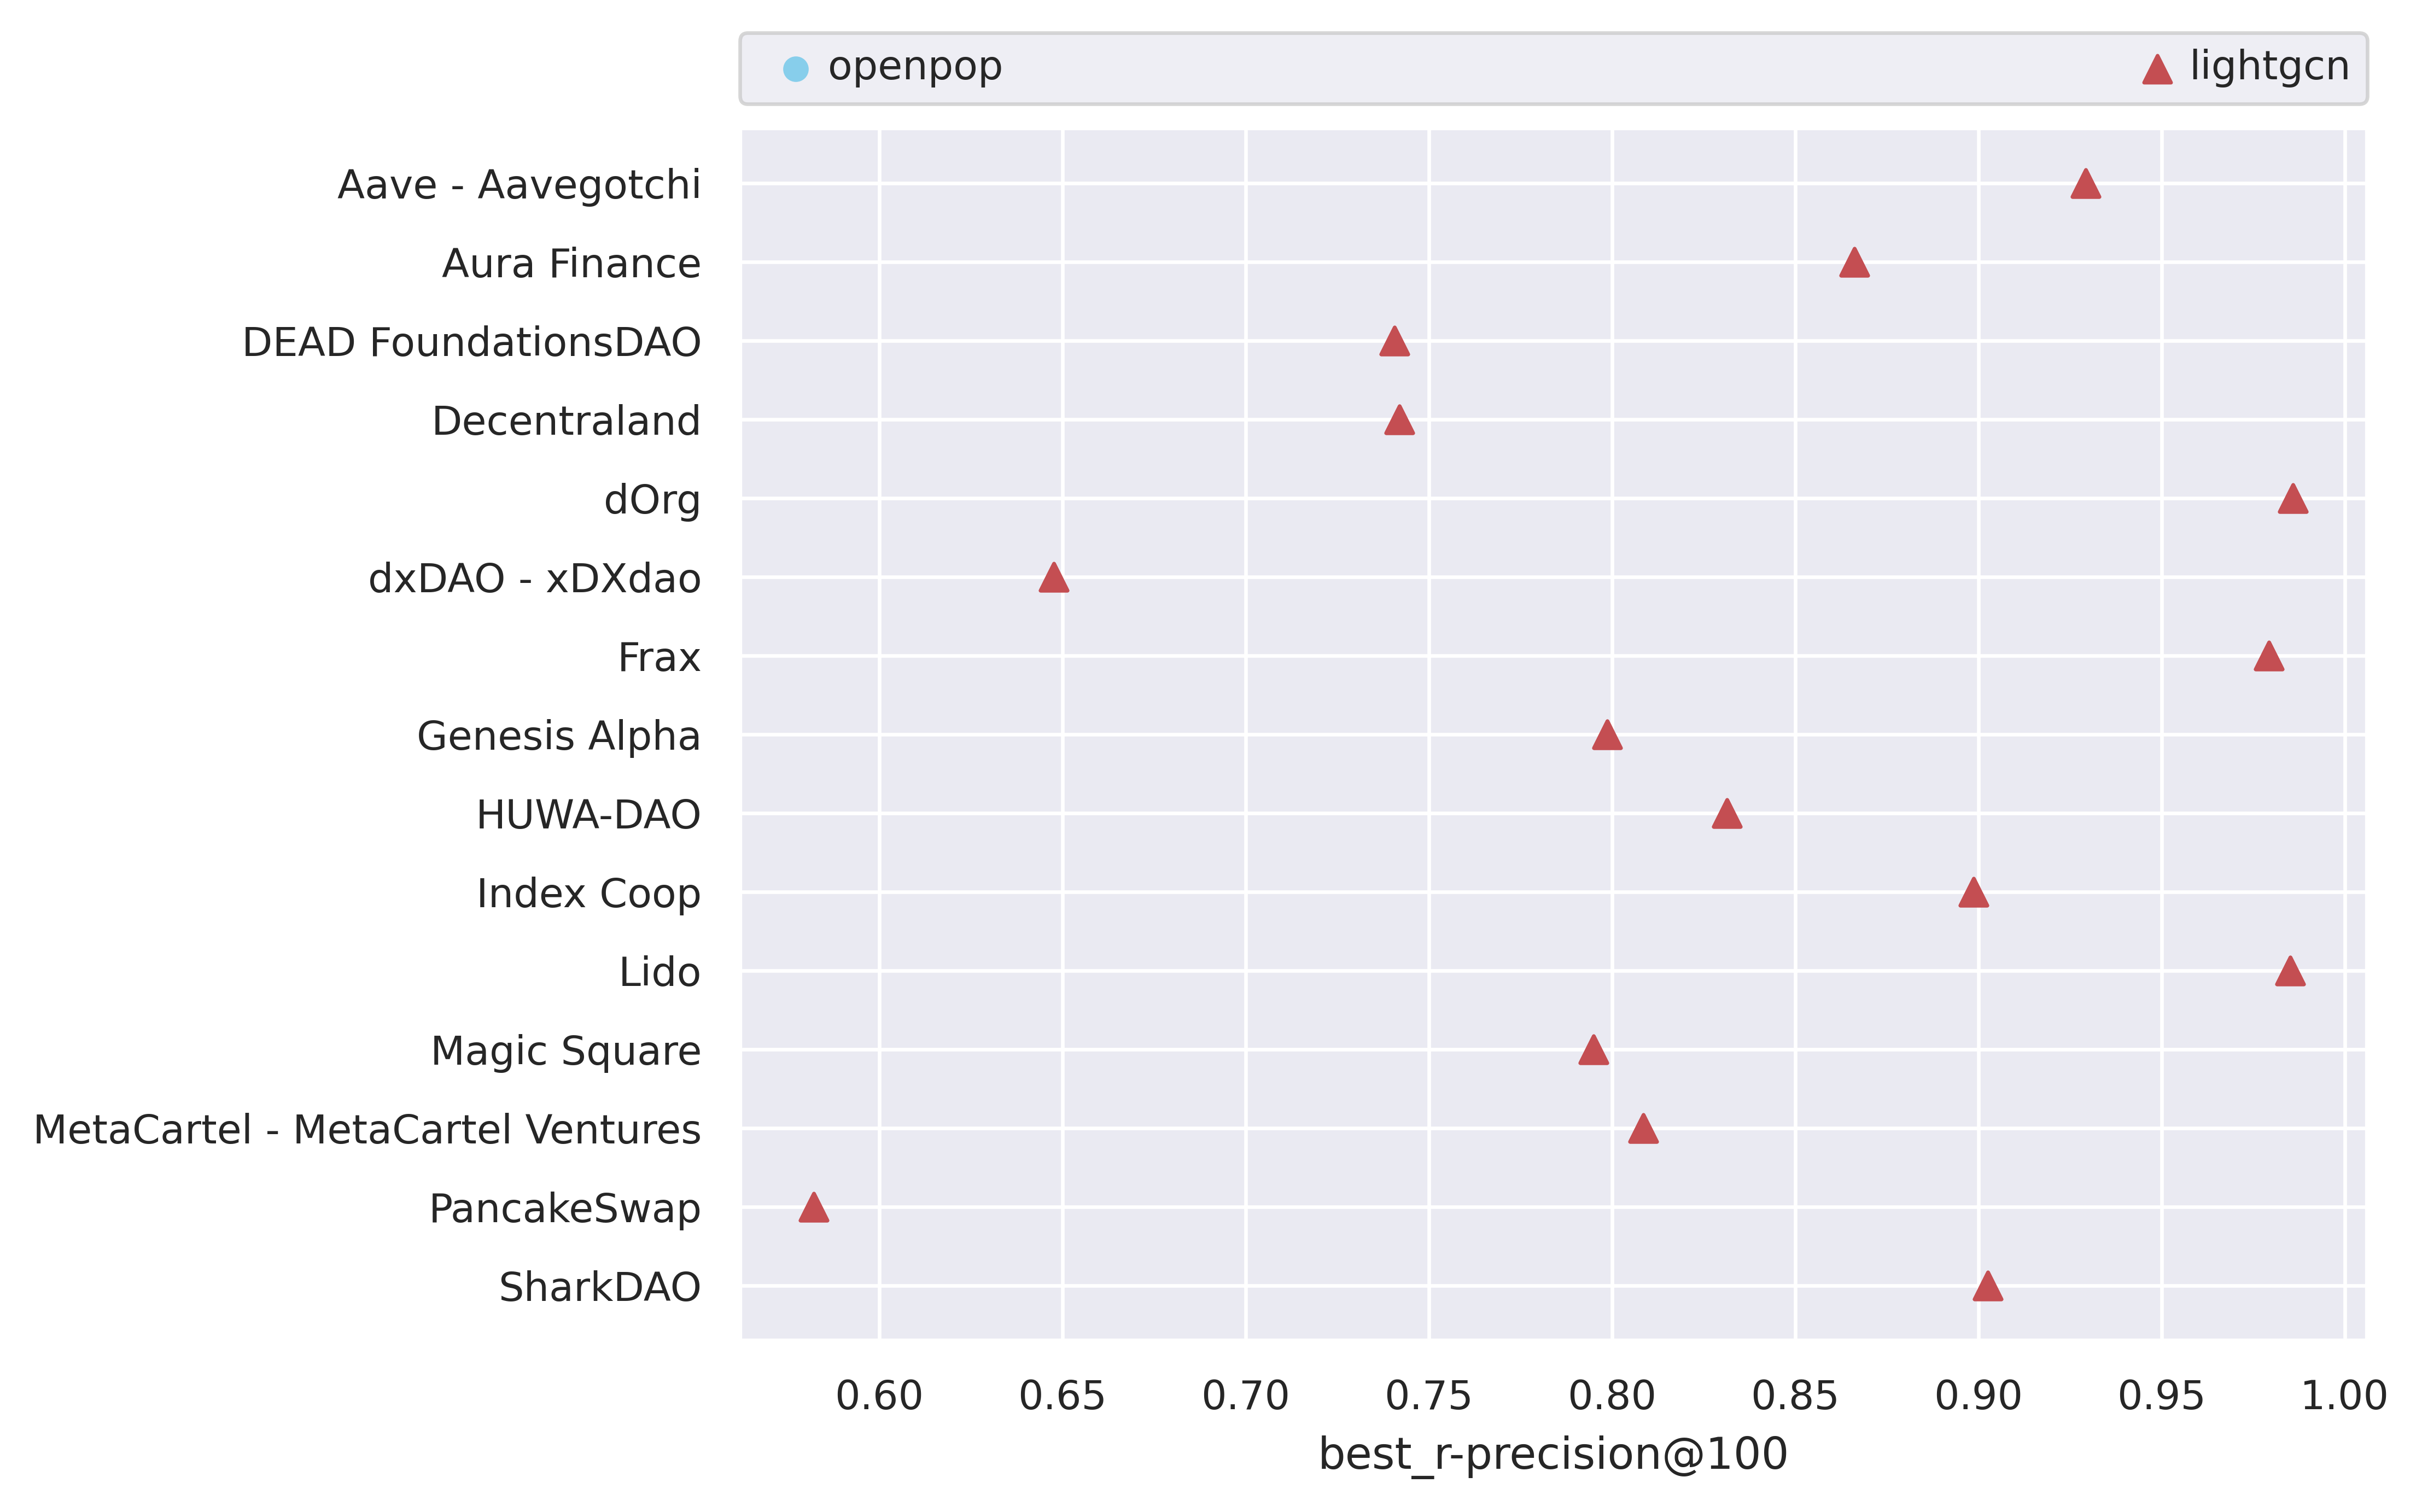 openpop lightgcn
Aave - Aavegotchi
Aura Finance
DEAD FoundationsDAO
Decentraland
dOrg
dxDAO - xDXdao
Frax
Genesis Alpha
HUWA-DAO
Index Coop
Lido
Magic Square
MetaCartel - MetaCartel Ventures
PancakeSwap
SharkDAO
0.60 0.65 0.70 0.75 0.80 0.85 0.90 0.95 1.00
best_r-precision@100